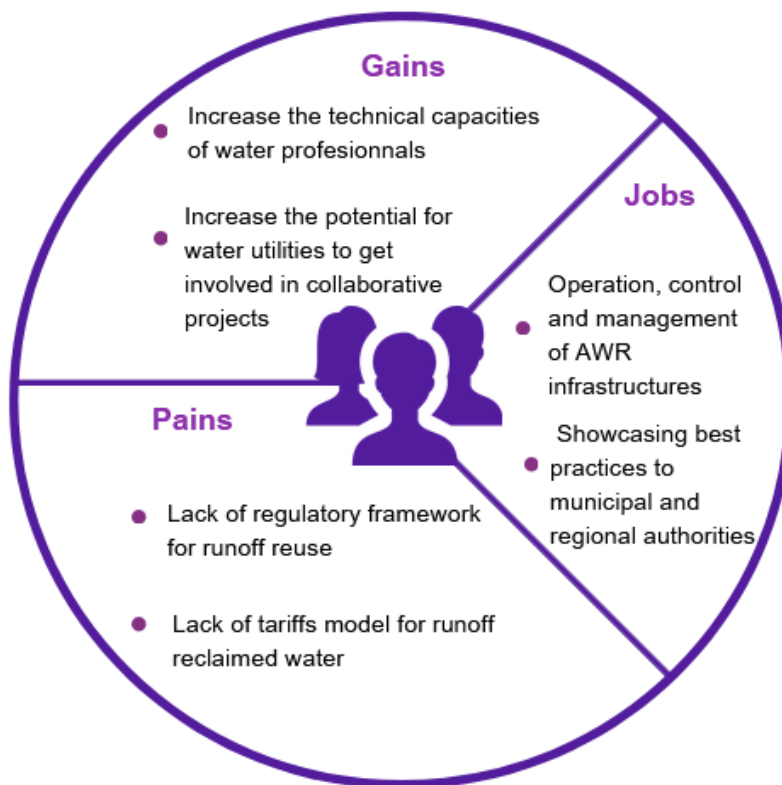 Gains
Increase the technical capacities
of water profesionnals
Increase the potential for
water utilities to get
involved in collaborative
projects
Jobs
Operation, control
and management
of AWR
infrastructures
Showcasing best
practices to
municipal and
regional authorities
Pains
Lack of regulatory framework
for runoff reuse
Lack of tariffs model for runoff
reclaimed water